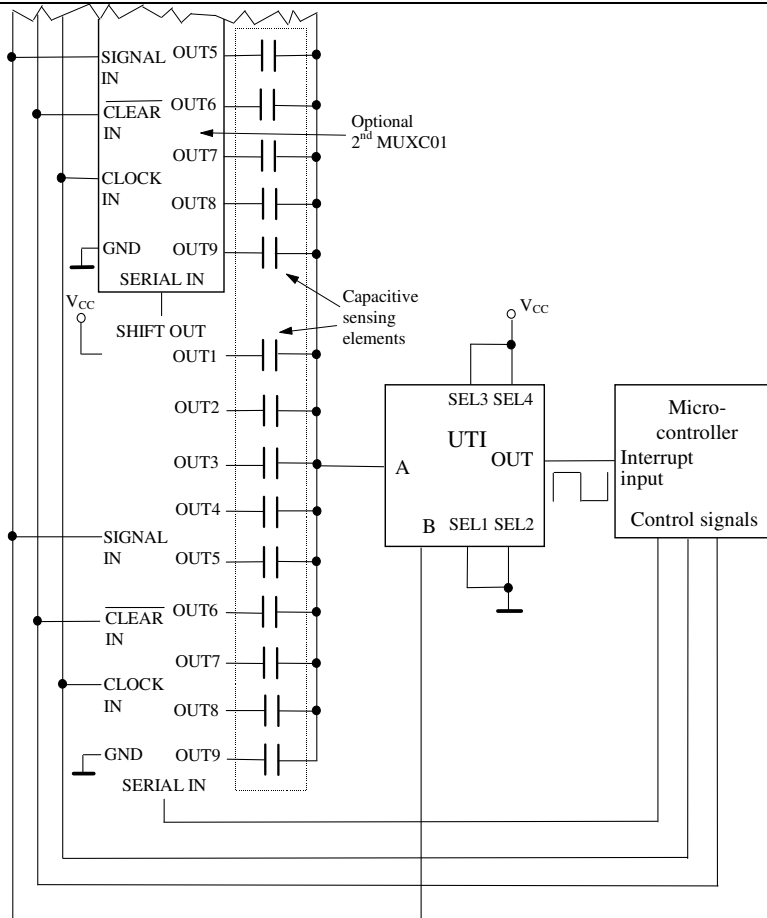 SIGNAL
IN
OUT5
CLEAR
IN
OUT6
OUT7
CLOCK
IN
OUT8
GND
OUT9
SERIAL IN
Optional
2nd MUXC01
VCC
SHIFT OUT
Capacitive
sensing
elements
OUT1
OUT2
OUT3
OUT4
SIGNAL
IN
OUT5
CLEAR
IN
OUT6
OUT7
CLOCK
IN
OUT8
GND
OUT9
SERIAL IN
VCC
SEL3 SEL4
UTI
OUT
A
B
SEL1 SEL2
Micro-
controller
Interrupt
input
Control signals